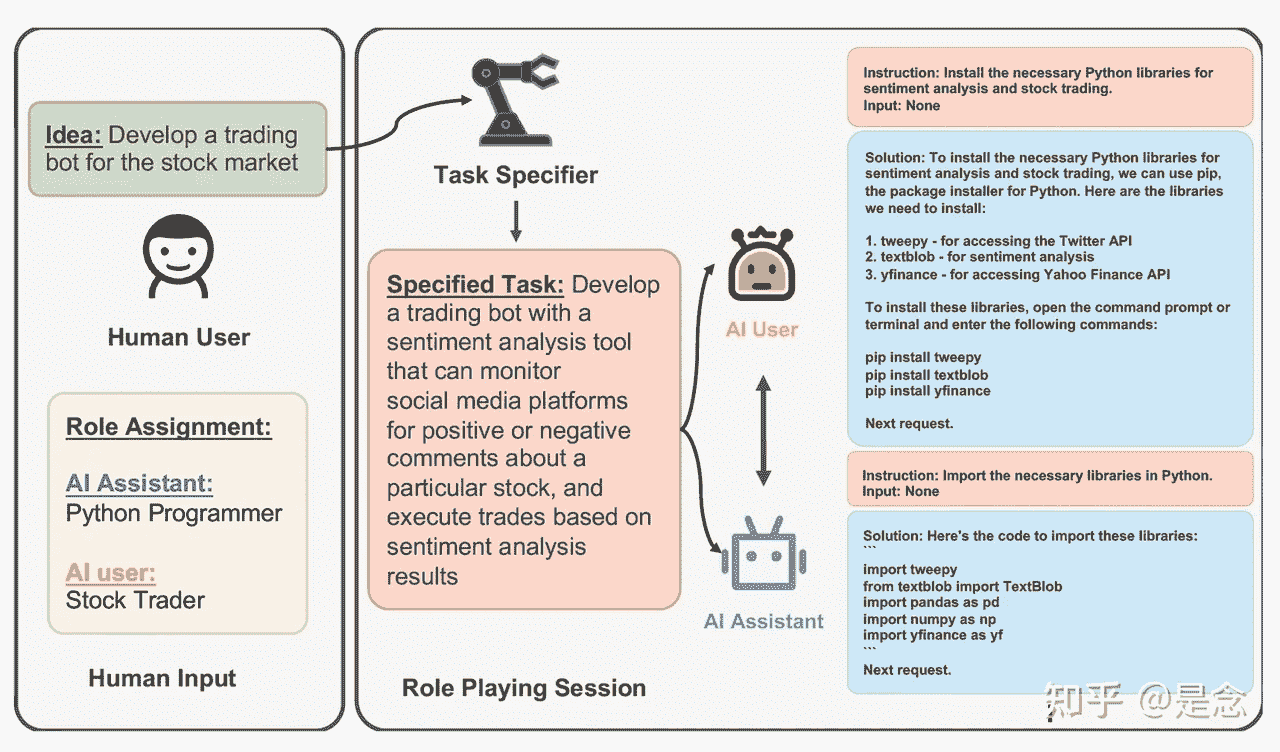 Idea: Develop a trading
bot for the stock market
Human User
Role Assignment:
AI Assistant:
Python Programmer
AI user:
Stock Trader
Human Input
Task Specifier
Specified Task: Develop
a trading bot with a
sentiment analysis tool
that can monitor
social media platforms
for positive or negative
comments about a
particular stock, and
execute trades based on
sentiment analysis
results
AI User
AI Assistant
Role Playing Session
Instruction: Install the necessary Python libraries for
sentiment analysis and stock trading.
Input: None
Solution: To install the necessary Python libraries for
sentiment analysis and stock trading, we can use pip,
the package installer for Python. Here are the libraries
we need to install:
1. tweepy - for accessing the Twitter API
2. textblob - for sentiment analysis
3. yfinance - for accessing Yahoo Finance API
To install these libraries, open the command prompt or
terminal and enter the following commands:
pip install tweepy
pip install textblob
pip install yfinance
Next request.
Instruction: Import the necessary libraries in Python.
Input: None
Solution: Here's the code to import these libraries:
```
import tweepy
from textblob import TextBlob
import pandas as pd
import numpy as np
import yfinance as yf
```
Next request.
知乎 @是念